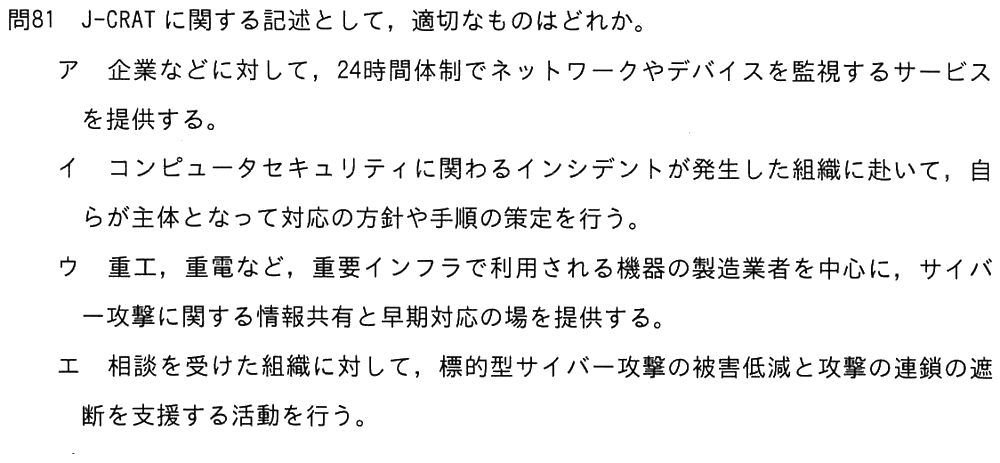 問81 J-CRAT に関する記述として，適切なものはどれか。
ア 企業などに対して，24時間体制でネットワークやデバイスを監視するサービス
を提供する。
イ コンピュータセキュリティに関わるインシデントが発生した組織に赴いて，自
らが主体となって対応の方針や手順の策定を行う。
ウ 重工，重電など，重要インフラで利用される機器の製造業者を中心に，サイバ
ー攻撃に関する情報共有と早期対応の場を提供する。
エ 相談を受けた組織に対して，標的型サイバー攻撃の被害低減と攻撃の連鎖の遮
断を支援する活動を行う。